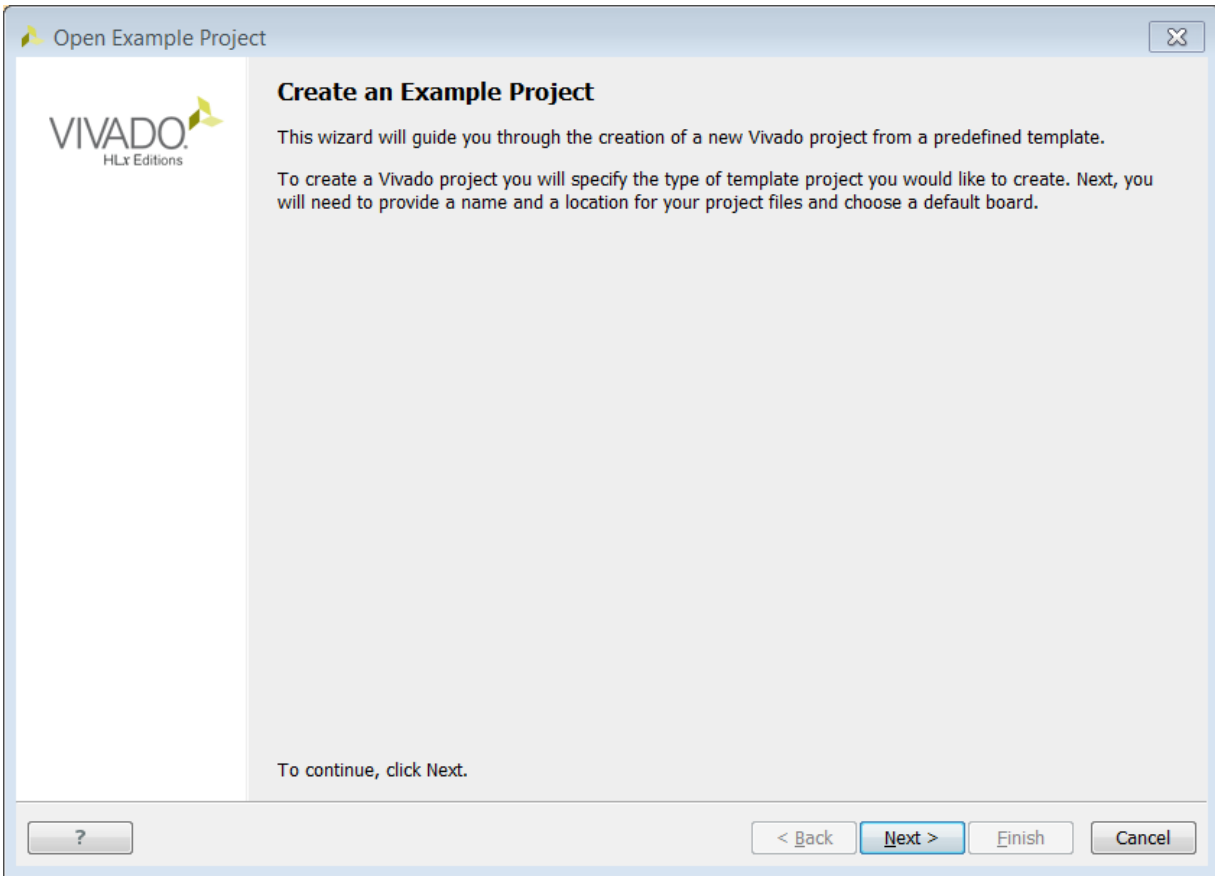 Open Example Project
VIVADO.
HLx Editions
Create an Example Project
This wizard will guide you through the creation of a new Vivado project from a predefined template.
To create a Vivado project you will specify the type of template project you would like to create. Next, you
will need to provide a name and a location for your project files and choose a default board.
To continue, click Next.
? < Back Next > Finish Cancel